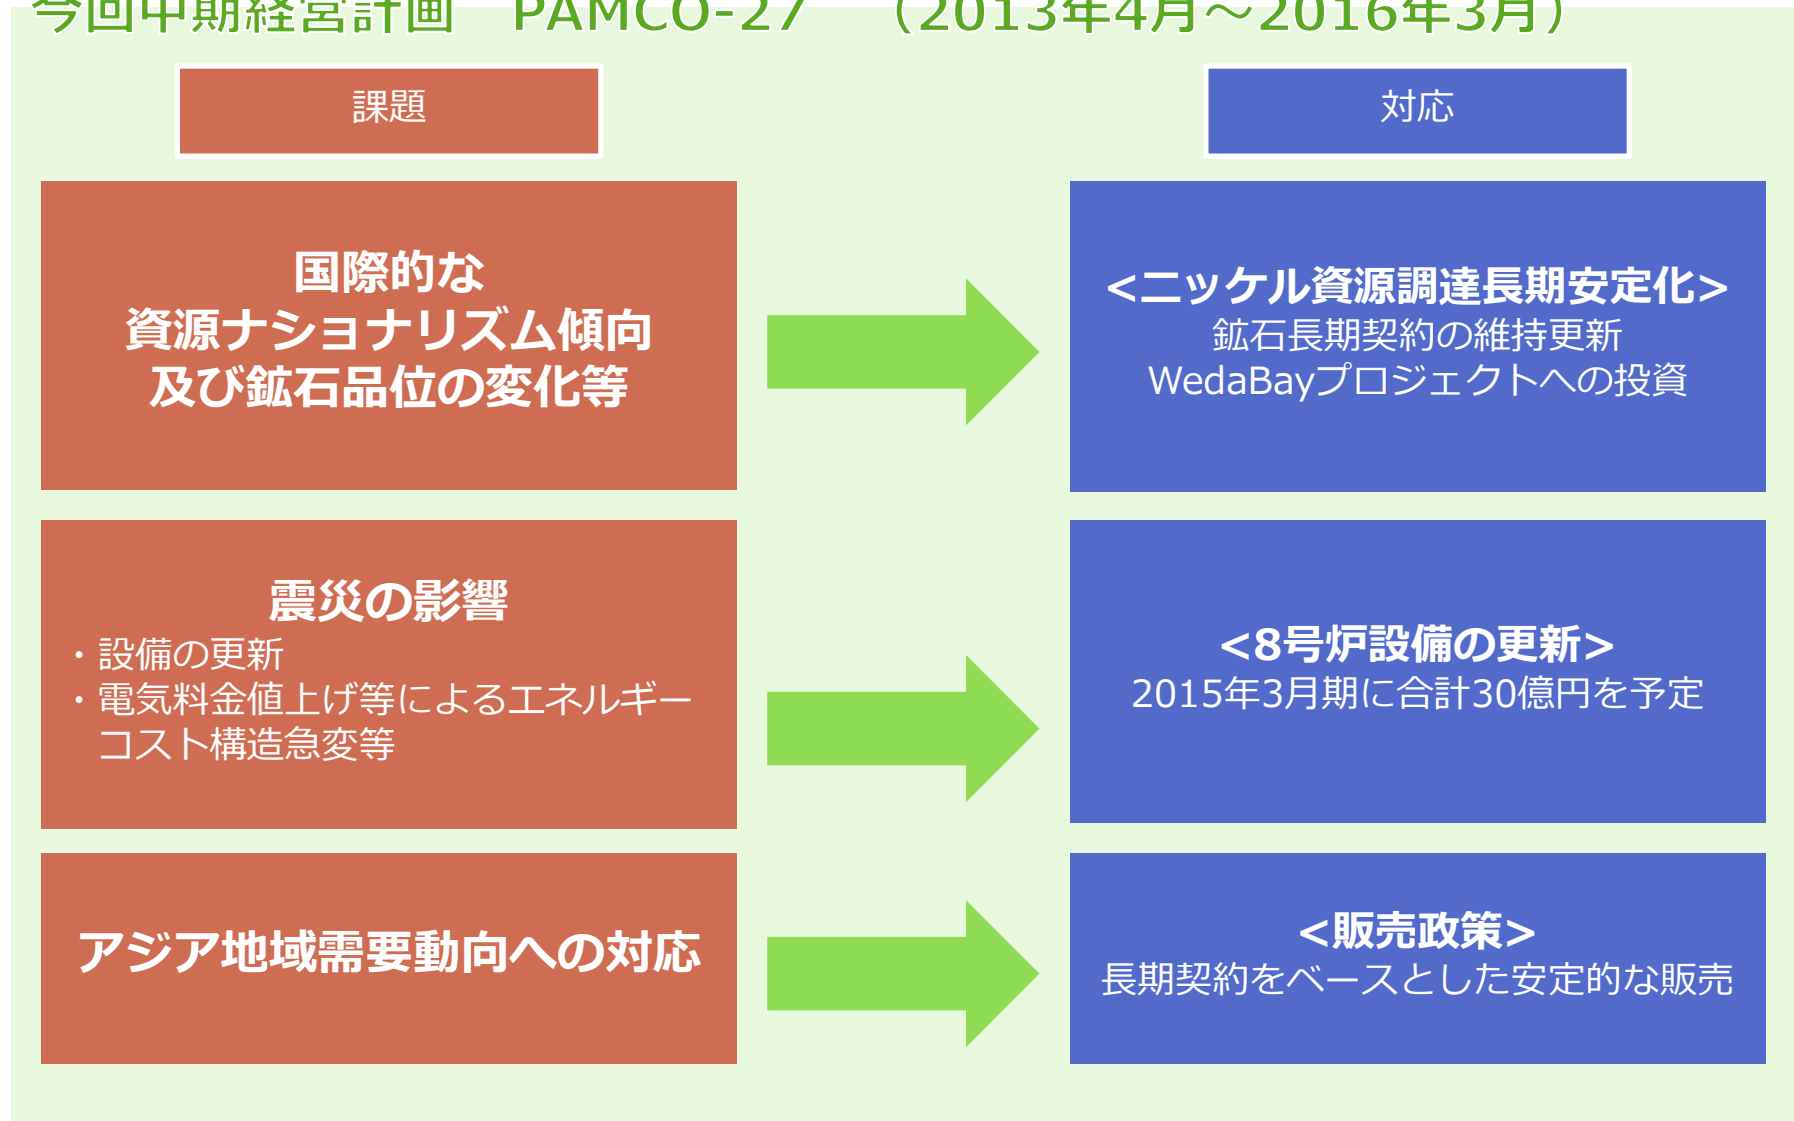 今回中期経営計画　PAMCO-27　（2013年4月～2016年3月）
課題
対応
国際的な
資源ナショナリズム傾向
及び鉱石品位の変化等
<ニッケル資源調達長期安定化>
鉱石長期契約の維持更新
WedaBayプロジェクトへの投資
震災の影響
・設備の更新
・電気料金値上げ等によるエネルギー
コスト構造急変等
<8号炉設備の更新>
2015年3月期に合計30億円を予定
アジア地域需要動向への対応
<販売政策>
長期契約をベースとした安定的な販売